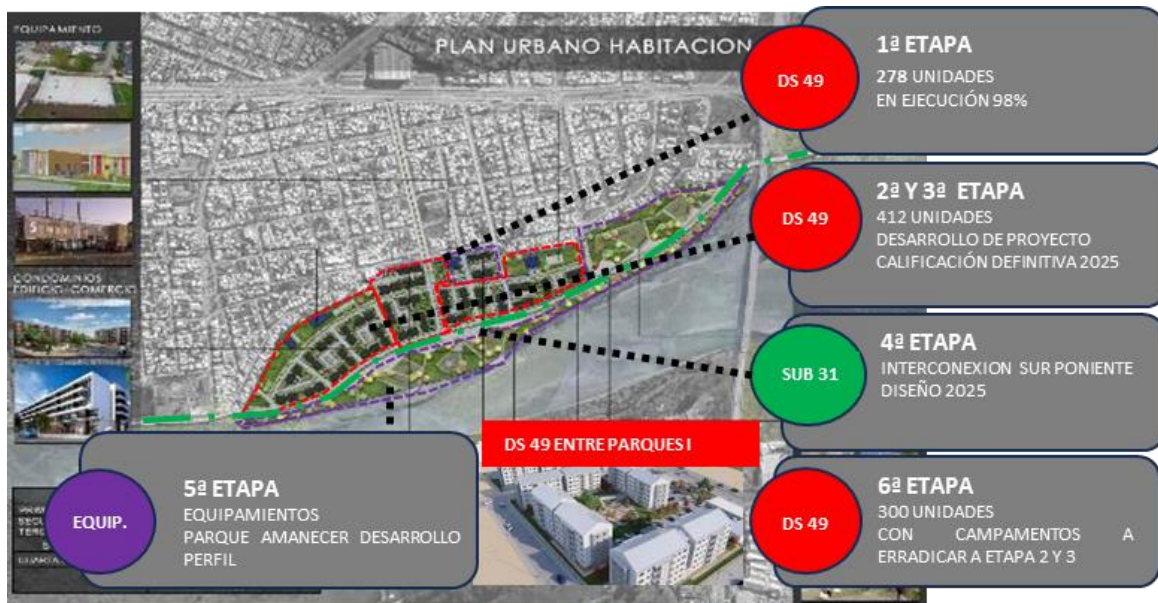 EQUIPAMIENTO
PLAN URBANO HABITACION
DS 49
1ª ETAPA
278 UNIDADES
EN EJECUCIÓN 98%
DS 49
2ª Y 3ª ETAPA
412 UNIDADES
DESARROLLO DE PROYECTO
CALIFICACIÓN DEFINITIVA 2025
CONDOMINIOS
EDIFICIO-COMERCIO
SUB 31
4ª ETAPA
INTERCONEXION SUR PONIENTE
DISEÑO 2025
DS 49 ENTRE PARQUES I
EQUIP.
5ª ETAPA
EQUIPAMIENTOS
PARQUE AMANECER DESARROLLO
PERFIL
DS 49
6ª ETAPA
300 UNIDADES
CON CAMPAMENTOS A
ERRADICAR A ETAPA 2 Y 3